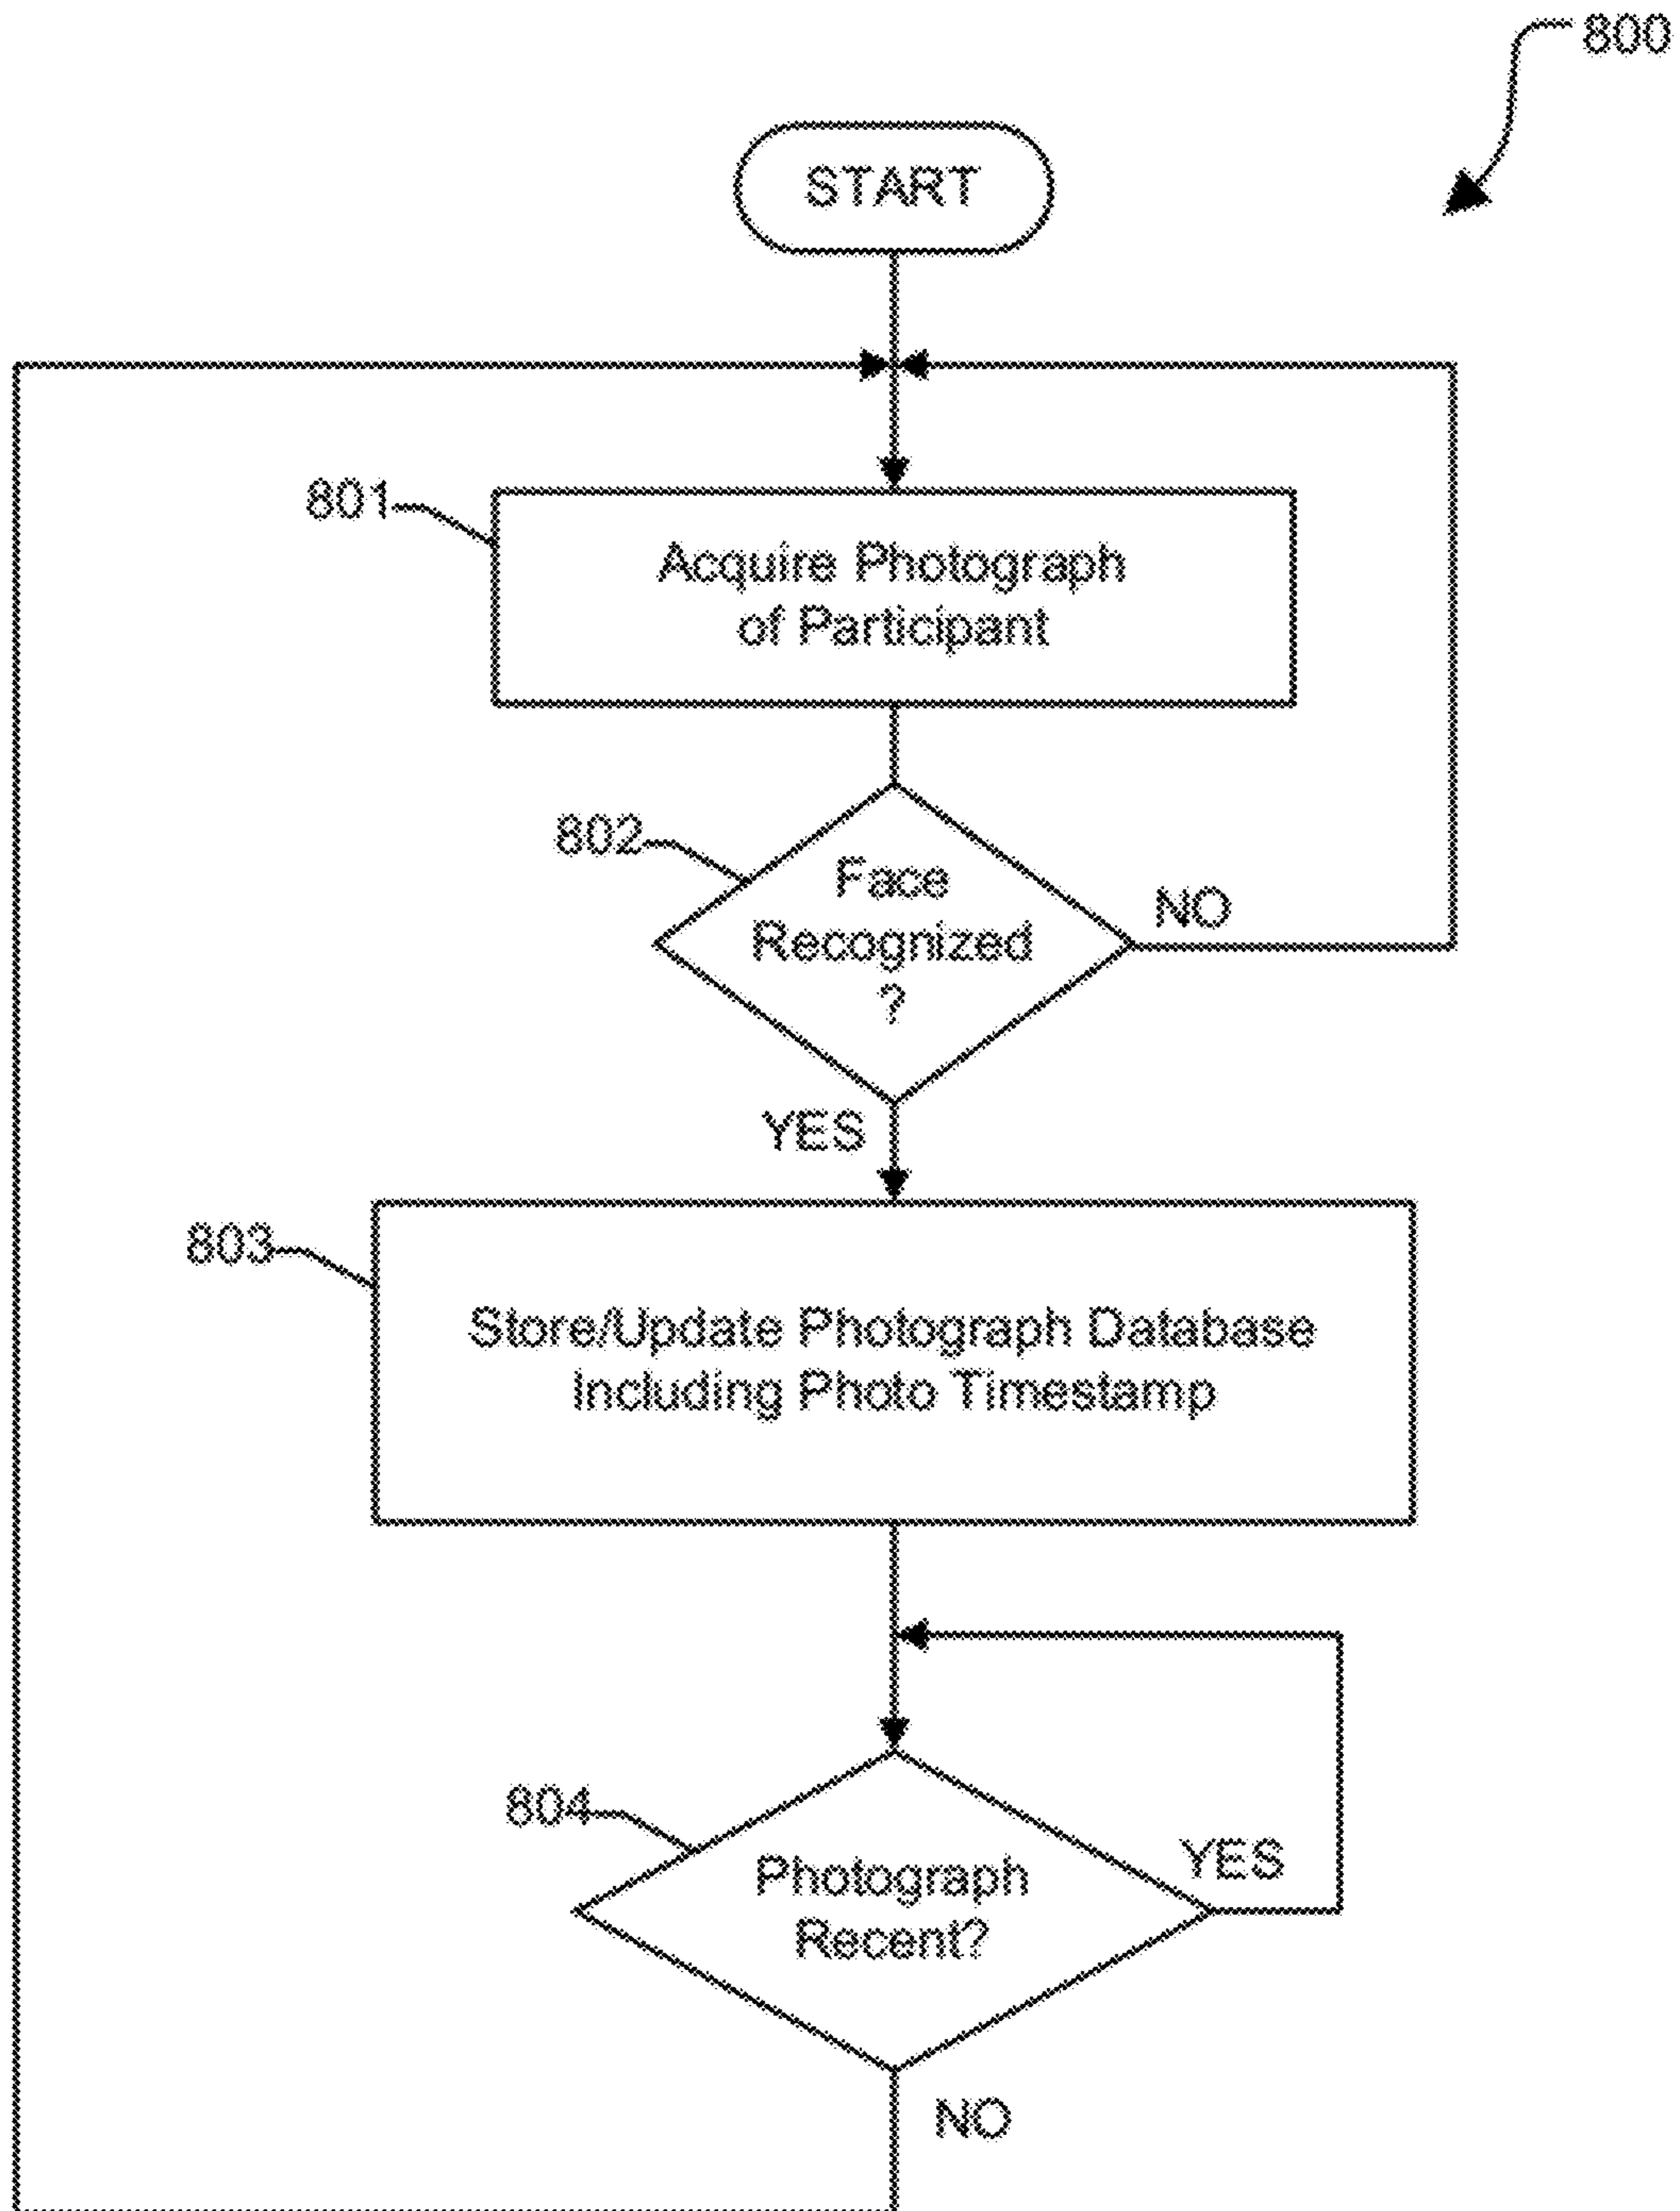 800
START
801
Acquire Photograph
of Participant
802
Face
Recognized
?
NO
YES
803
Store/Update Photograph Database
Including Photo Timestamp
804
Photograph
Recent?
YES
NO